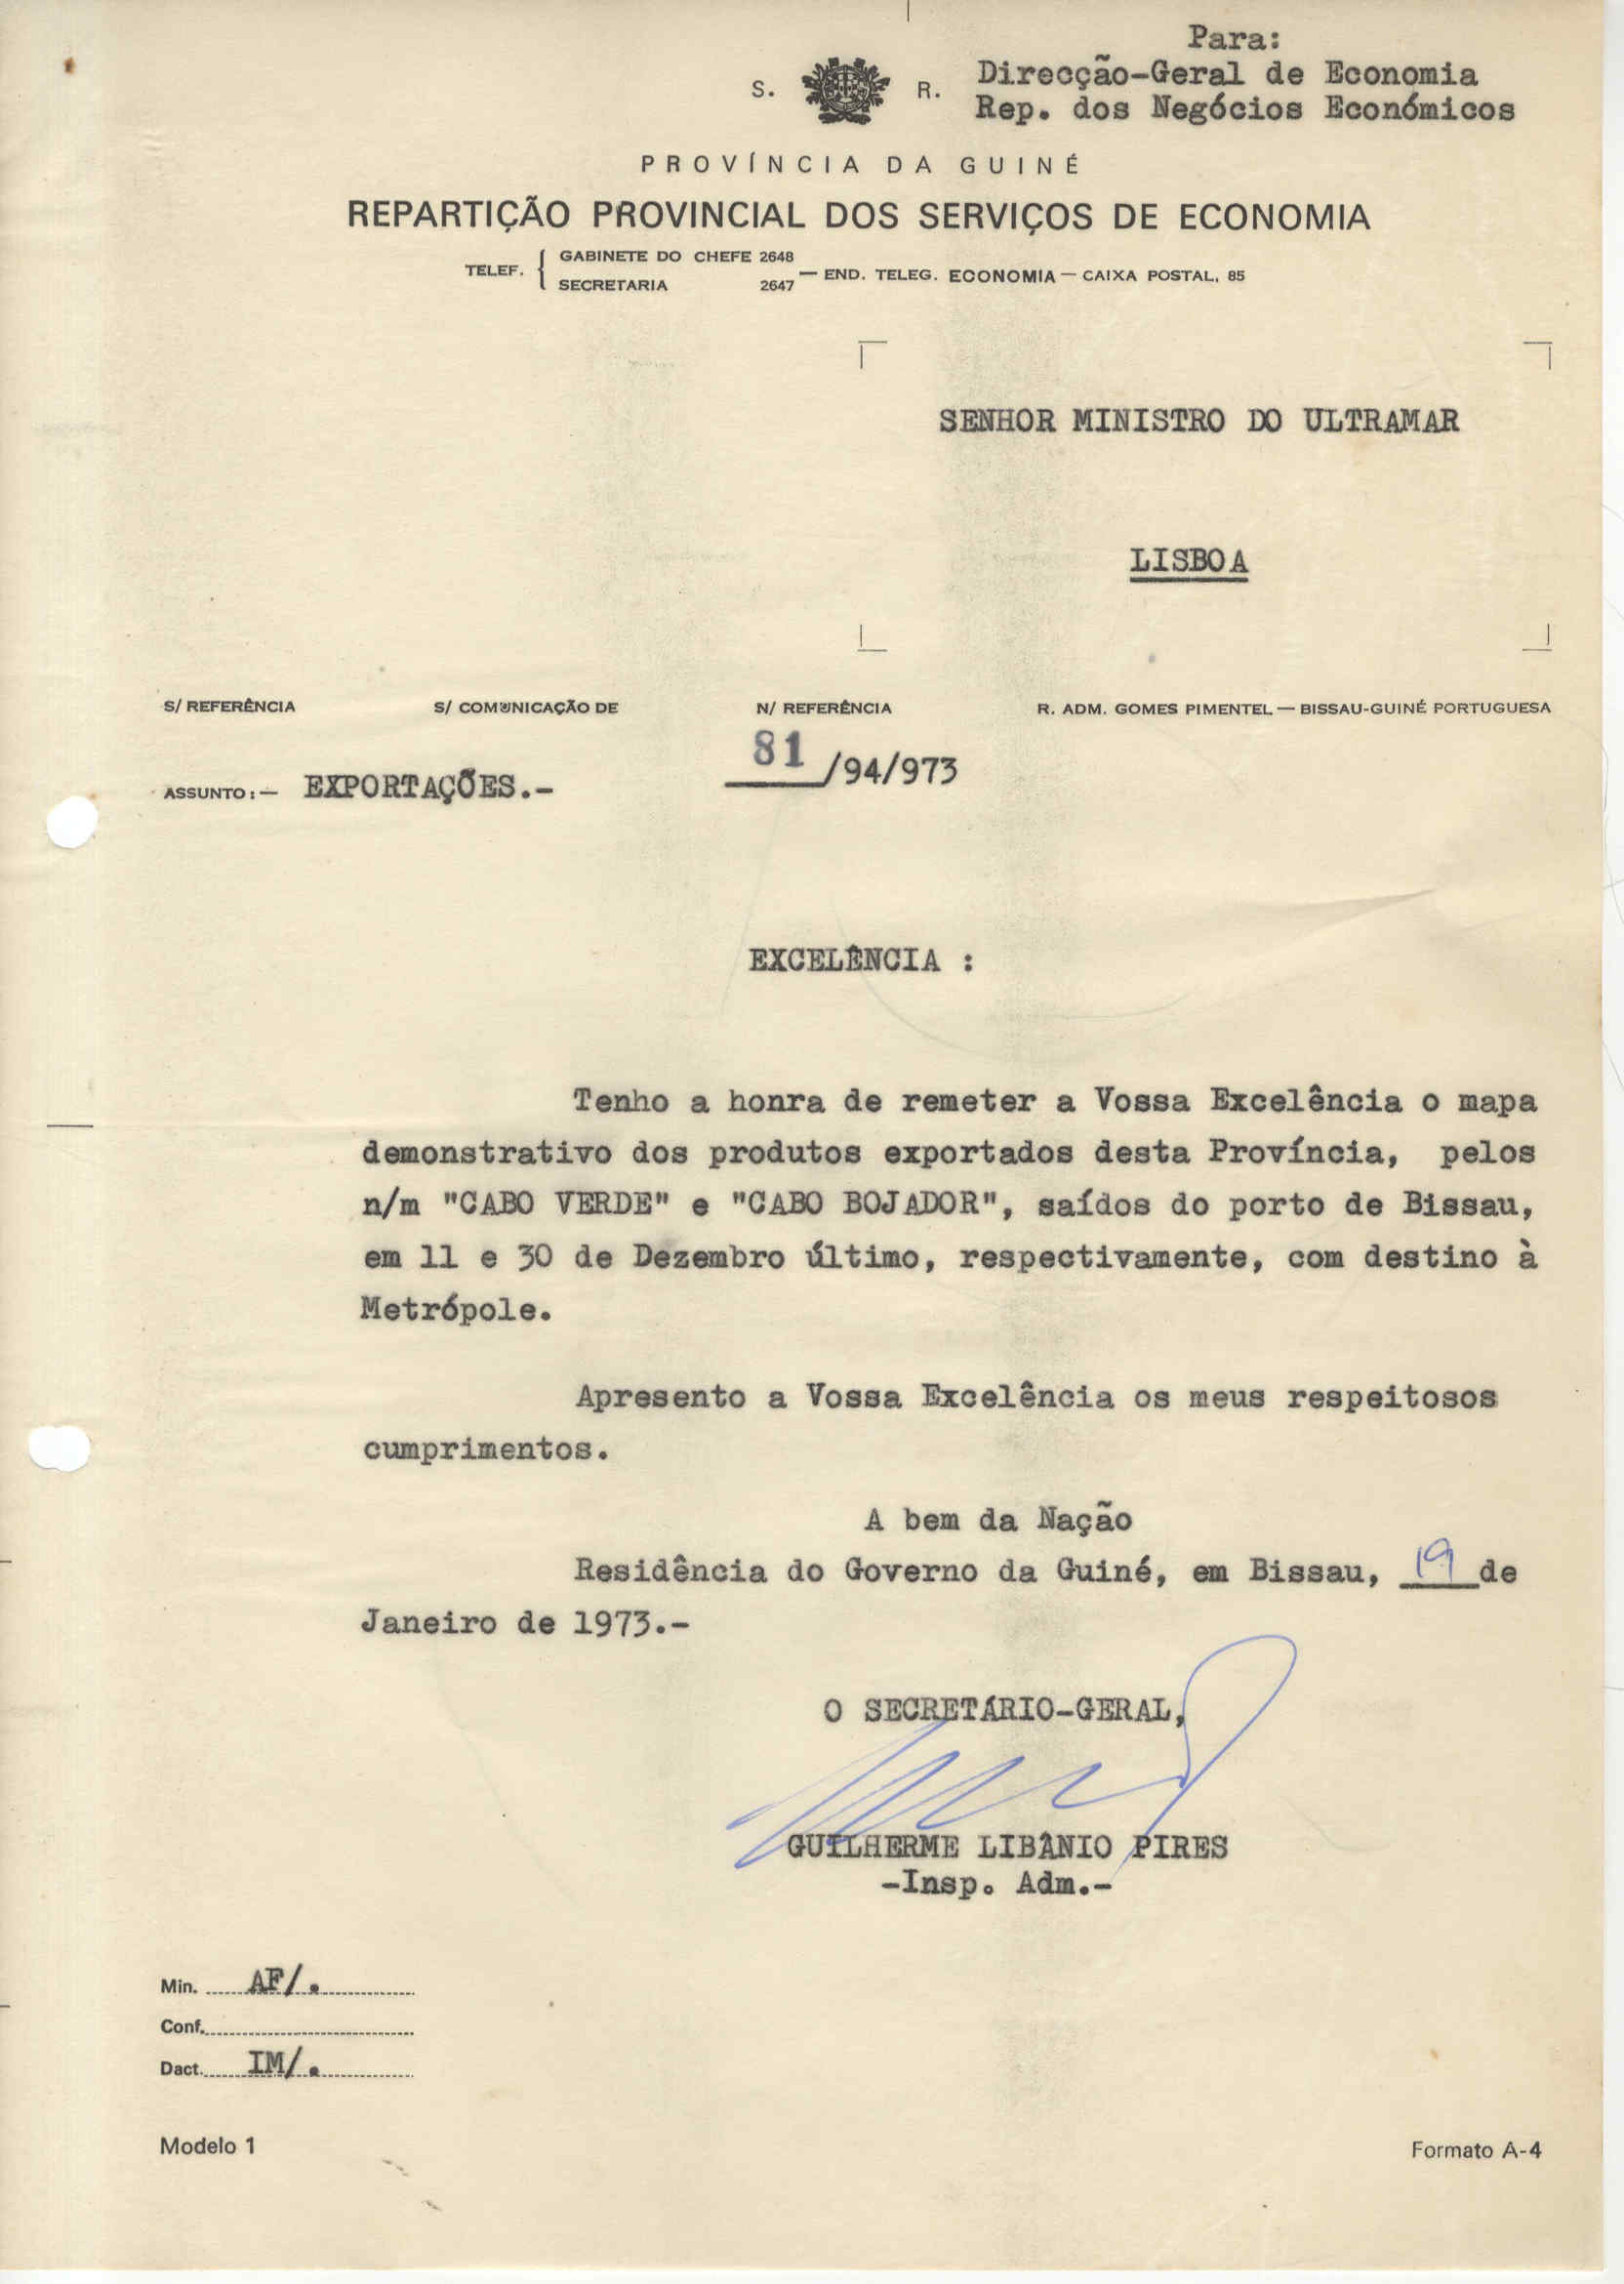 Para:
Direcção-Geral de Economia
Rep. dos Negócios Económicos
S. R.
PROVÍNCIA DA GUINÉ
REPARTIÇÃO PROVINCIAL DOS SERVIÇOS DE ECONOMIA
TELEF. { GABINETE DO CHEFE 2648
SECRETARIA 2647 — END. TELEG. ECONOMIA — CAIXA POSTAL, 85
SENHOR MINISTRO DO ULTRAMAR
LISBOA
S/ REFERÊNCIA S/ COMUNICAÇÃO DE N/ REFERÊNCIA R. ADM. GOMES PIMENTEL — BISSAU-GUINÉ PORTUGUESA
81/94/973
ASSUNTO: — EXPORTAÇÕES.-
EXCELÊNCIA :
Tenho a honra de remeter a Vossa Excelência o mapa
demonstrativo dos produtos exportados desta Província, pelos
n/m "CABO VERDE" e "CABO BOJADOR", saídos do porto de Bissau,
em 11 e 30 de Dezembro último, respectivamente, com destino à
Metrópole.
Apresento a Vossa Excelência os meus respeitosos
cumprimentos.
A bem da Nação
Residência do Governo da Guiné, em Bissau, 19 de
Janeiro de 1973.-
O SECRETÁRIO-GERAL,
GUILHERME LIBÂNIO PIRES
-Insp. Adm.-
Min. AF/.
Conf.
Dact. IM/.
Modelo 1
Formato A-4